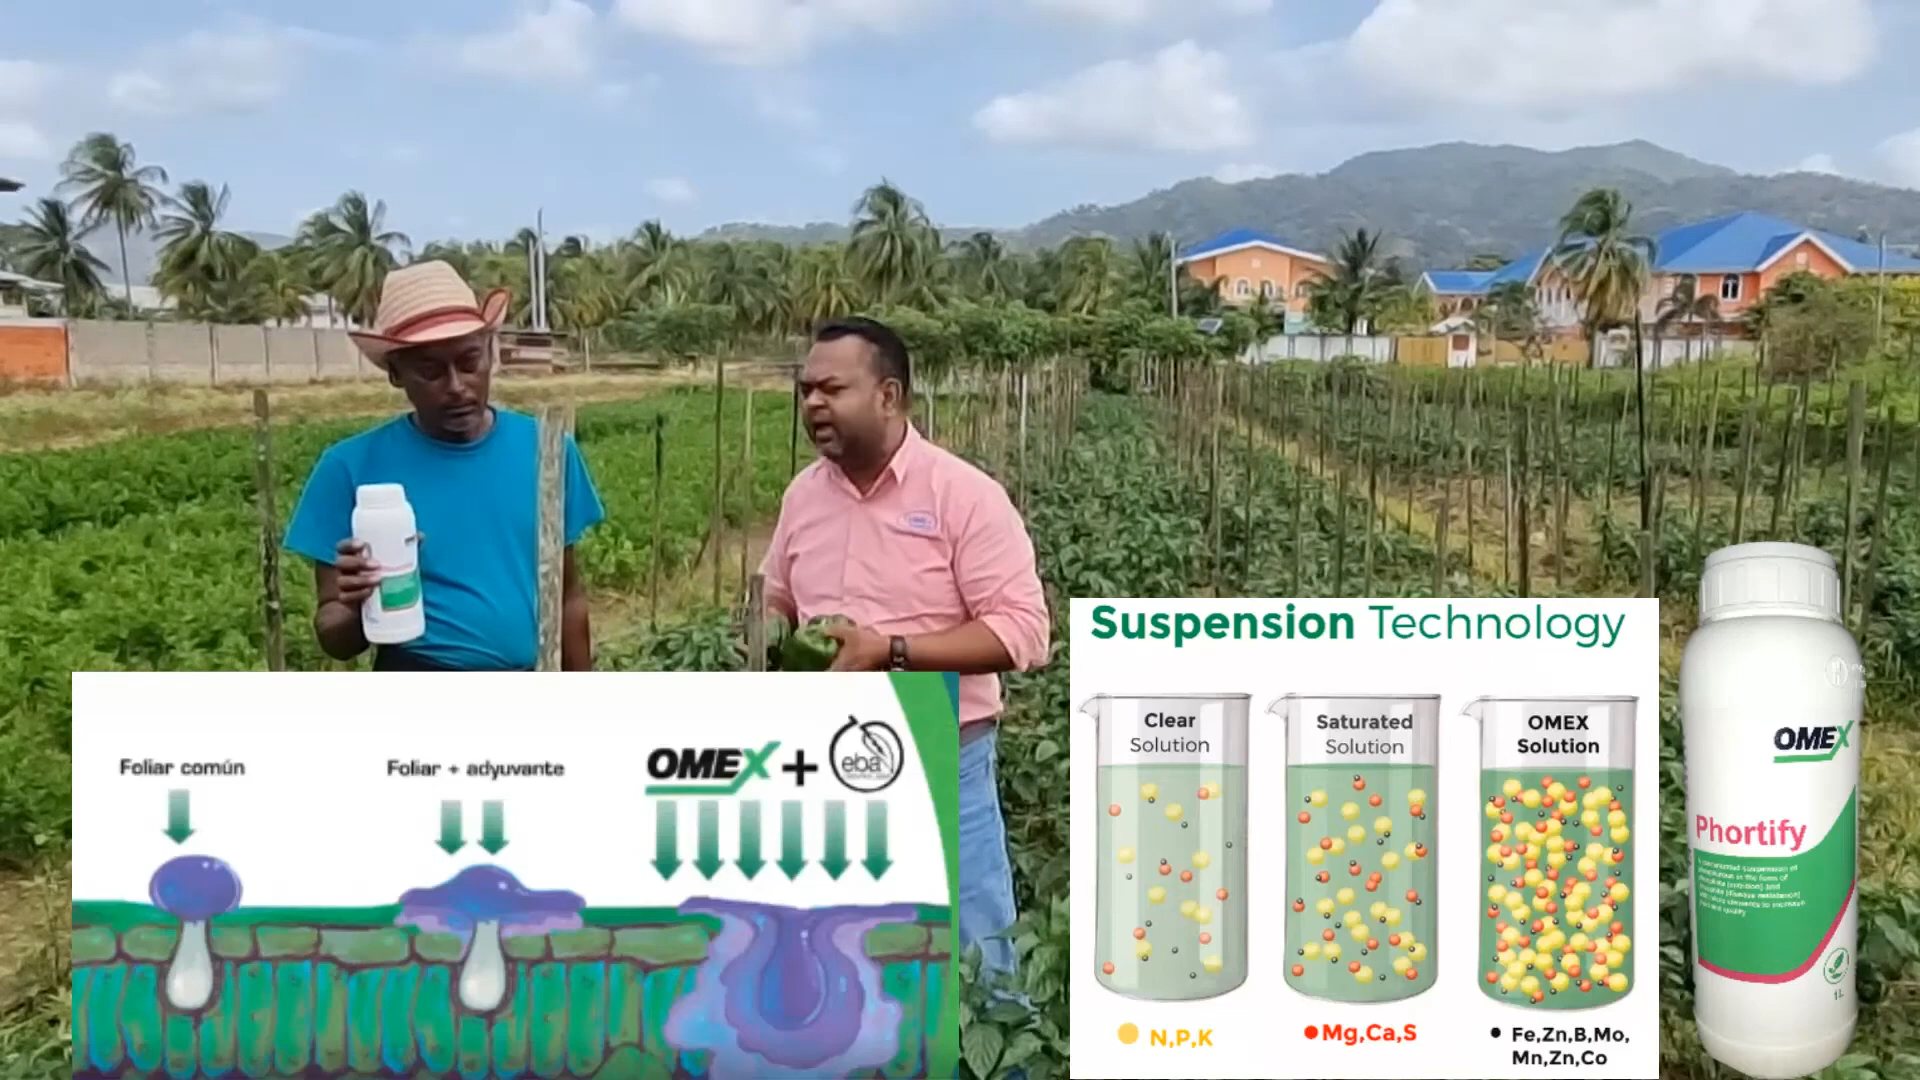 Foliar común
Foliar + adyuvante
OMEX + eba
Suspension Technology
Clear
Solution
Saturated
Solution
OMEX
Solution
N,P,K
Mg,Ca,S
Fe,Zn,B,Mo,
Mn,Zn,Co
OMEX
Phortify
1L